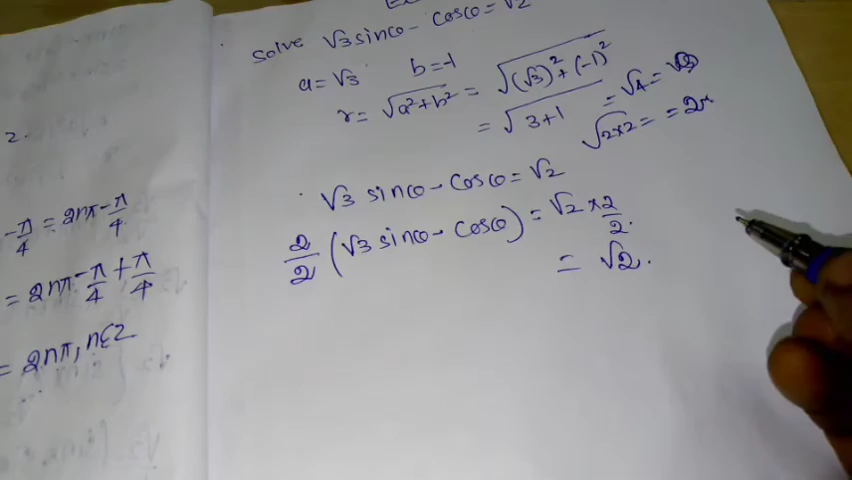 2.
-π/4 = 2nπ - π/4
= 2nπ - π/4 + π/4
= 2nπ, n∈Z
Solve √3 sinθ - cosθ = √2
a = √3 b = -1
r = √a²+b² = √(√3)²+(-1)²
= √3+1 = √4 =
√2×2 = = 2
√3 sinθ - cosθ = √2
2/2 (√3 sinθ - cosθ) = √2 × 2/2.
= √2.